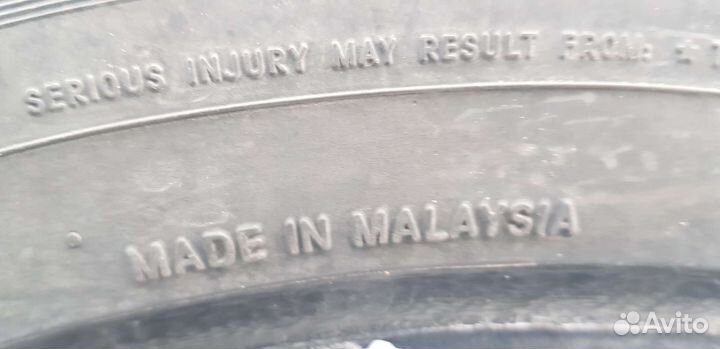 SERIOUS INJURY MAY RESULT FROM:
MADE IN MALAYSIA
Avito